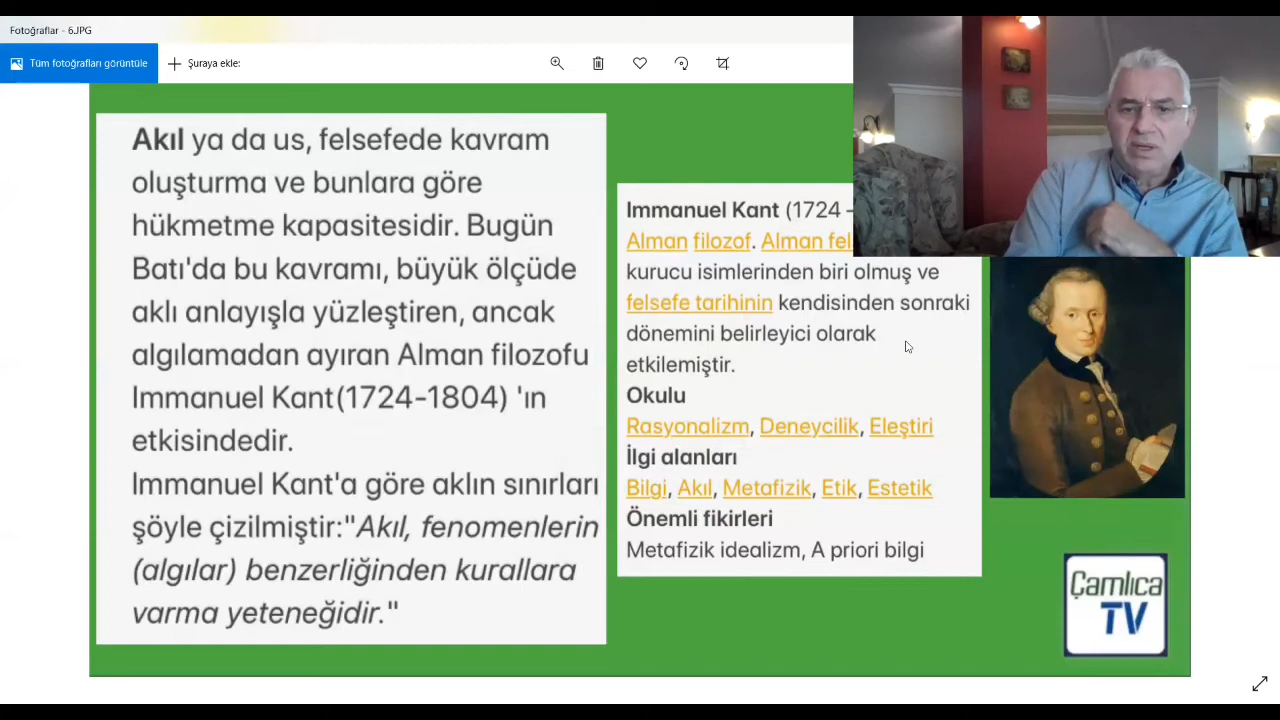 Fotoğraflar - 6.JPG
Tüm fotoğrafları görüntüle
Şuraya ekle:
Akıl ya da us, felsefede kavram
oluşturma ve bunlara göre
hükmetme kapasitesidir. Bugün
Batı'da bu kavramı, büyük ölçüde
aklı anlayışla yüzleştiren, ancak
algılamadan ayıran Alman filozofu
Immanuel Kant(1724-1804) 'ın
etkisindedir.
Immanuel Kant'a göre aklın sınırları
şöyle çizilmiştir:"Akıl, fenomenlerin
(algılar) benzerliğinden kurallara
varma yeteneğidir."
Immanuel Kant (1724 –
Alman filozof. Alman fel
kurucu isimlerinden biri olmuş ve
felsefe tarihinin kendisinden sonraki
dönemini belirleyici olarak
etkilemiştir.
Okulu
Rasyonalizm, Deneycilik, Eleştiri
İlgi alanları
Bilgi, Akıl, Metafizik, Etik, Estetik
Önemli fikirleri
Metafizik idealizm, A priori bilgi
Çamlıca
TV